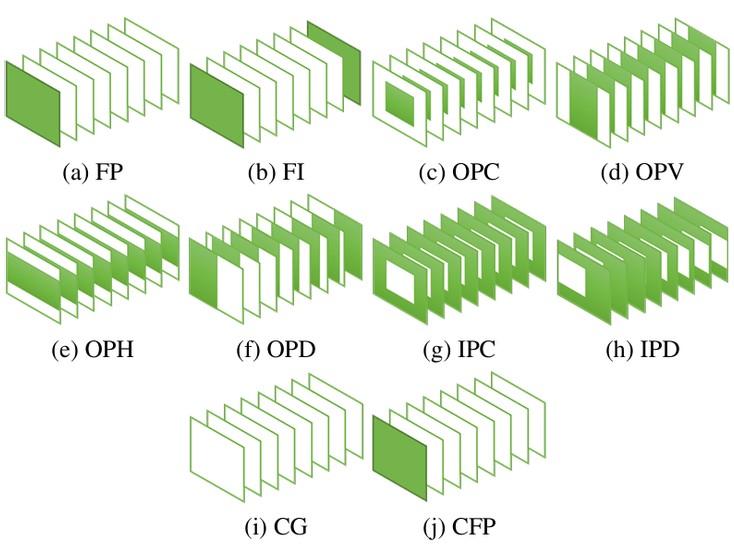 (a) FP
(b) FI
(c) OPC
(d) OPV
(e) OPH
(f) OPD
(g) IPC
(h) IPD
(i) CG
(j) CFP